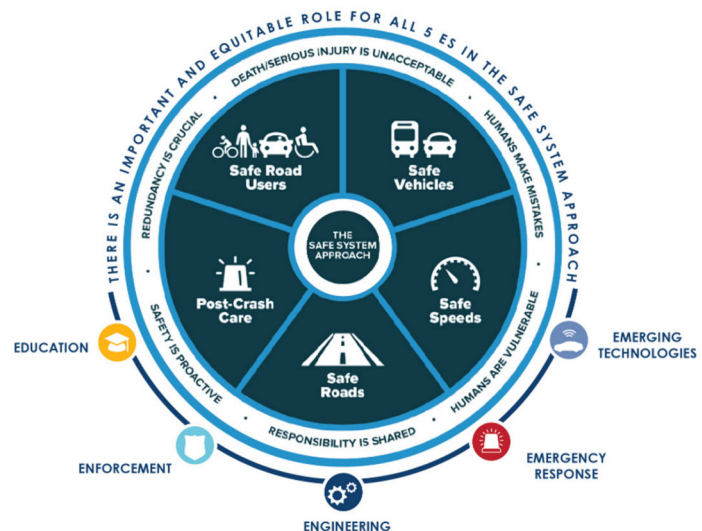 THERE IS AN IMPORTANT AND EQUITABLE ROLE FOR ALL 5 ES IN THE SAFE SYSTEM APPROACH
DEATH/SERIOUS INJURY IS UNACCEPTABLE
HUMANS MAKE MISTAKES
HUMANS ARE VULNERABLE
RESPONSIBILITY IS SHARED
SAFETY IS PROACTIVE
REDUNDANCY IS CRUCIAL
Safe Road
Users
Safe
Vehicles
THE
SAFE SYSTEM
APPROACH
Post-Crash
Care
Safe
Speeds
Safe
Roads
EDUCATION
ENFORCEMENT
ENGINEERING
EMERGENCY
RESPONSE
EMERGING
TECHNOLOGIES